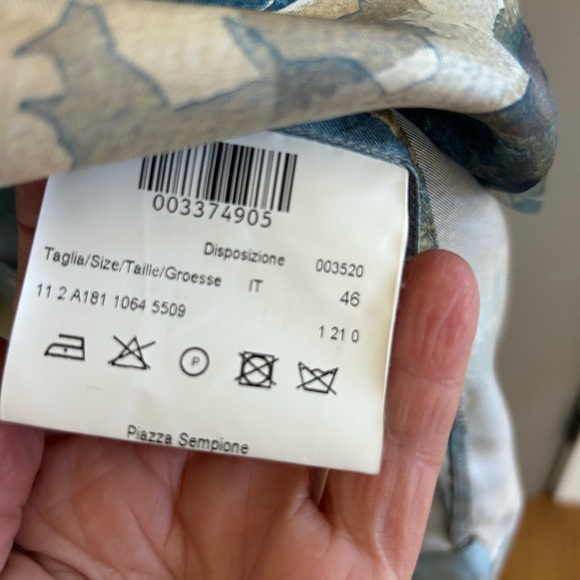 003374905
Disposizione 003520
Taglia/Size/Taille/Groesse IT 46
11 2 A181 1064 5509 1 21 0
P
Piazza Sempione